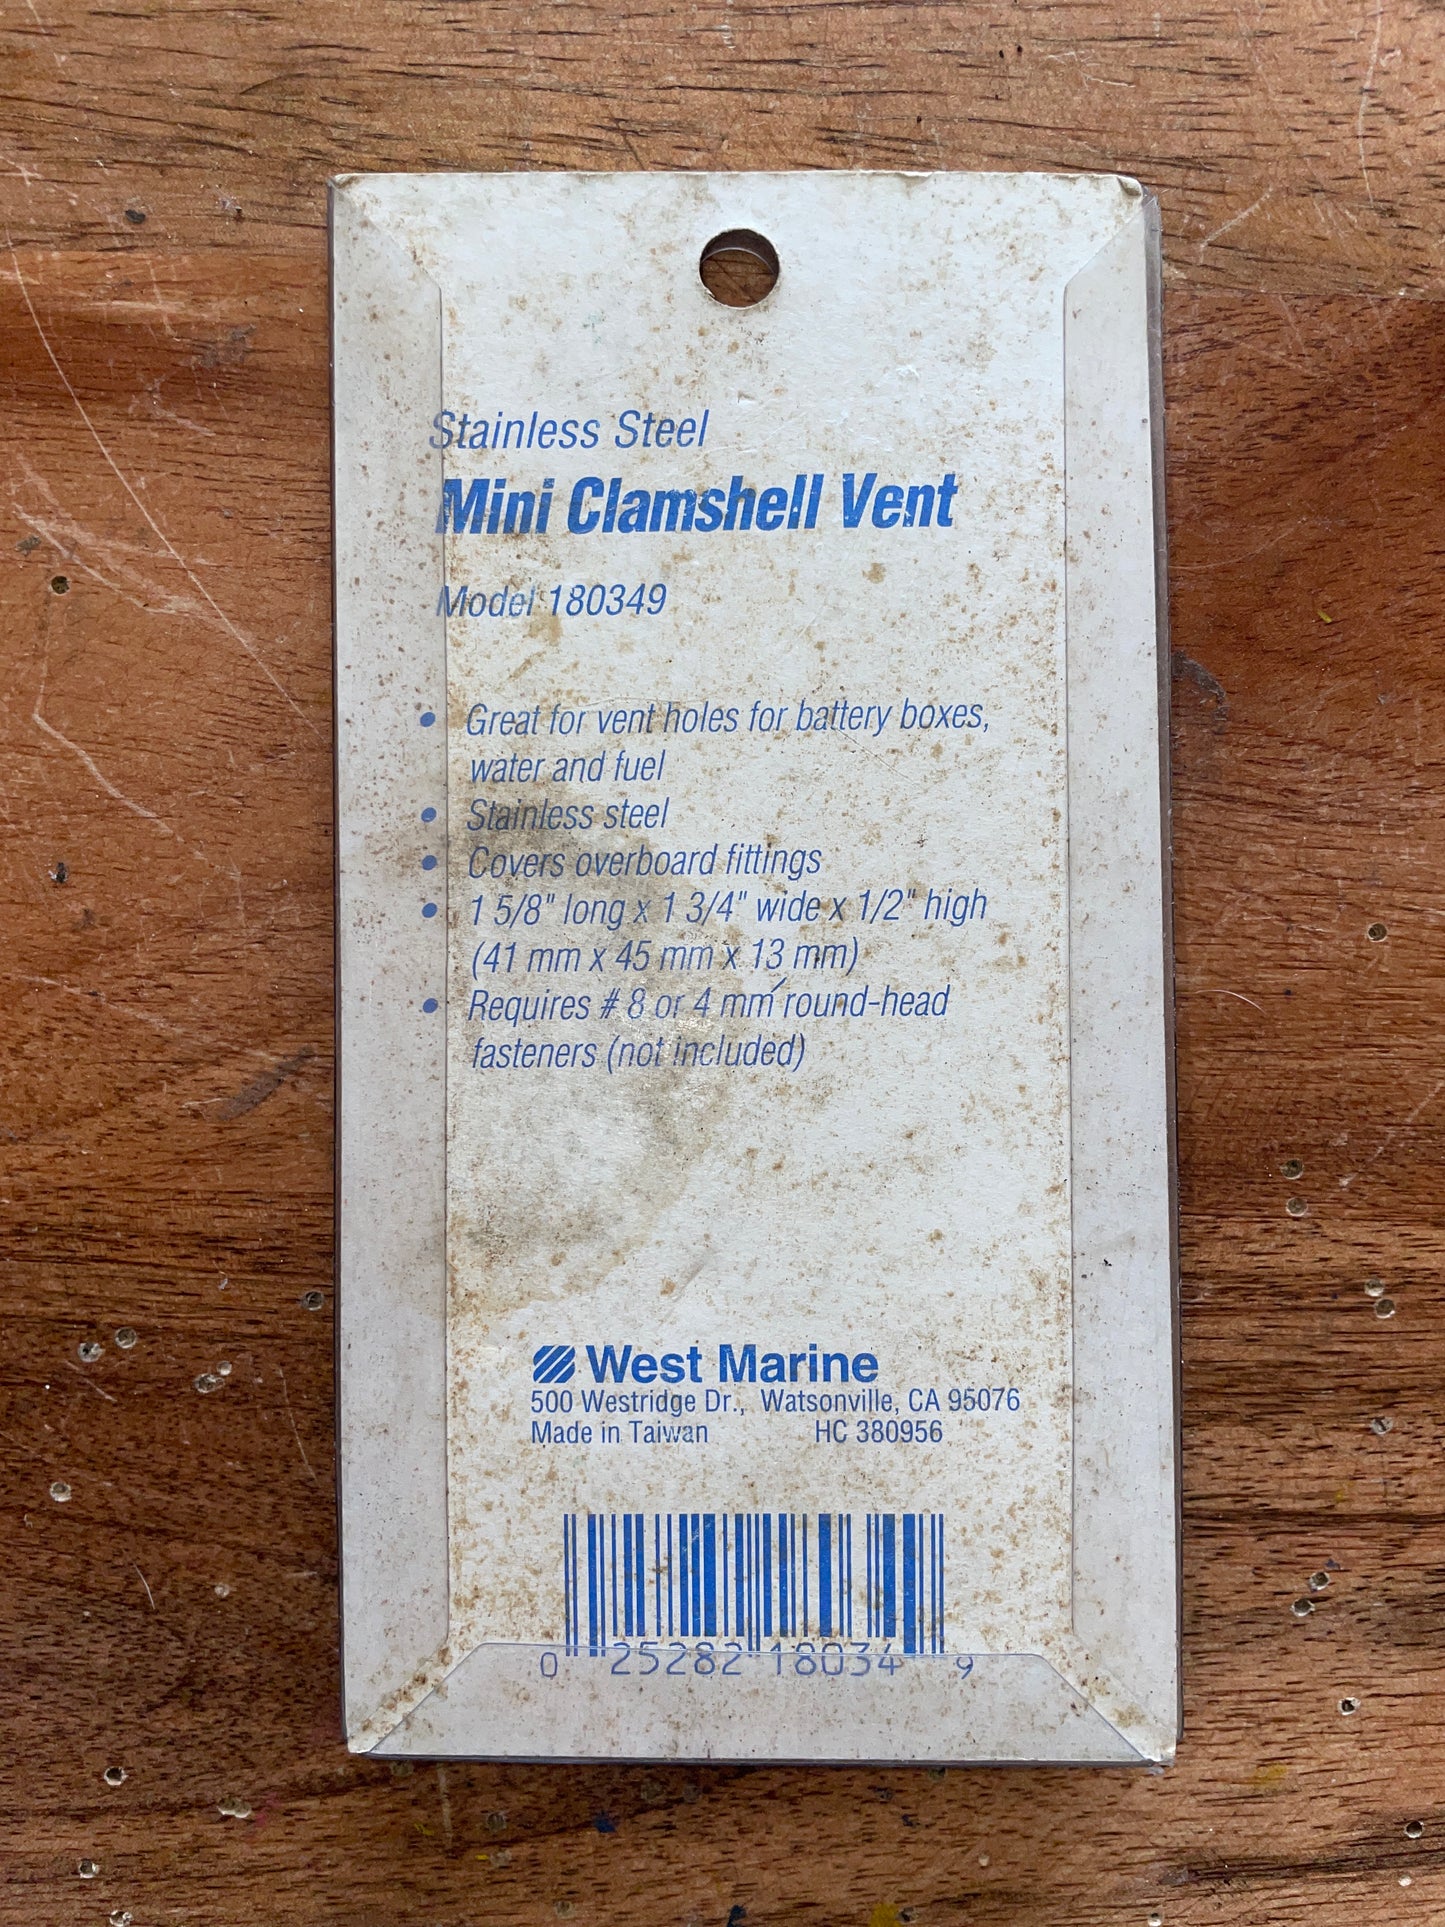 Stainless Steel
Mini Clamshell Vent
Model 180349
• Great for vent holes for battery boxes,
water and fuel
• Stainless steel
• Covers overboard fittings
• 1 5/8" long x 1 3/4" wide x 1/2" high
(41 mm x 45 mm x 13 mm)
• Requires # 8 or 4 mm round-head
fasteners (not included)
West Marine
500 Westridge Dr., Watsonville, CA 95076
Made in Taiwan HC 380956
0 25282 18034 9